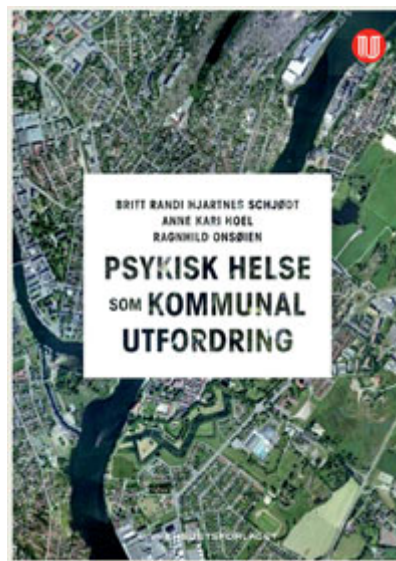 BRITT RANDI HJARTNES SCHJØDT
ANNE KARI HOEL
RAGNHILD ONSØIEN
PSYKISK HELSE
SOM KOMMUNAL
UTFORDRING